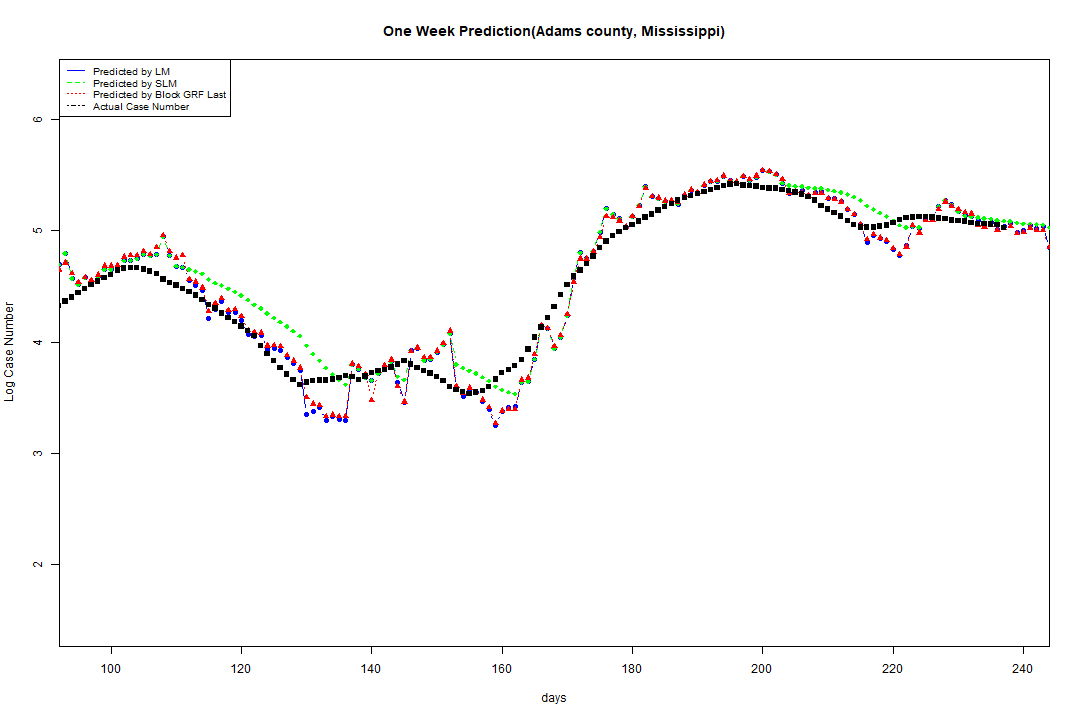 One Week Prediction(Adams county, Mississippi)
Predicted by LM
Predicted by SLM
Predicted by Block GRF Last
Actual Case Number
Log Case Number
6
5
4
3
2
100 120 140 160 180 200 220 240
days